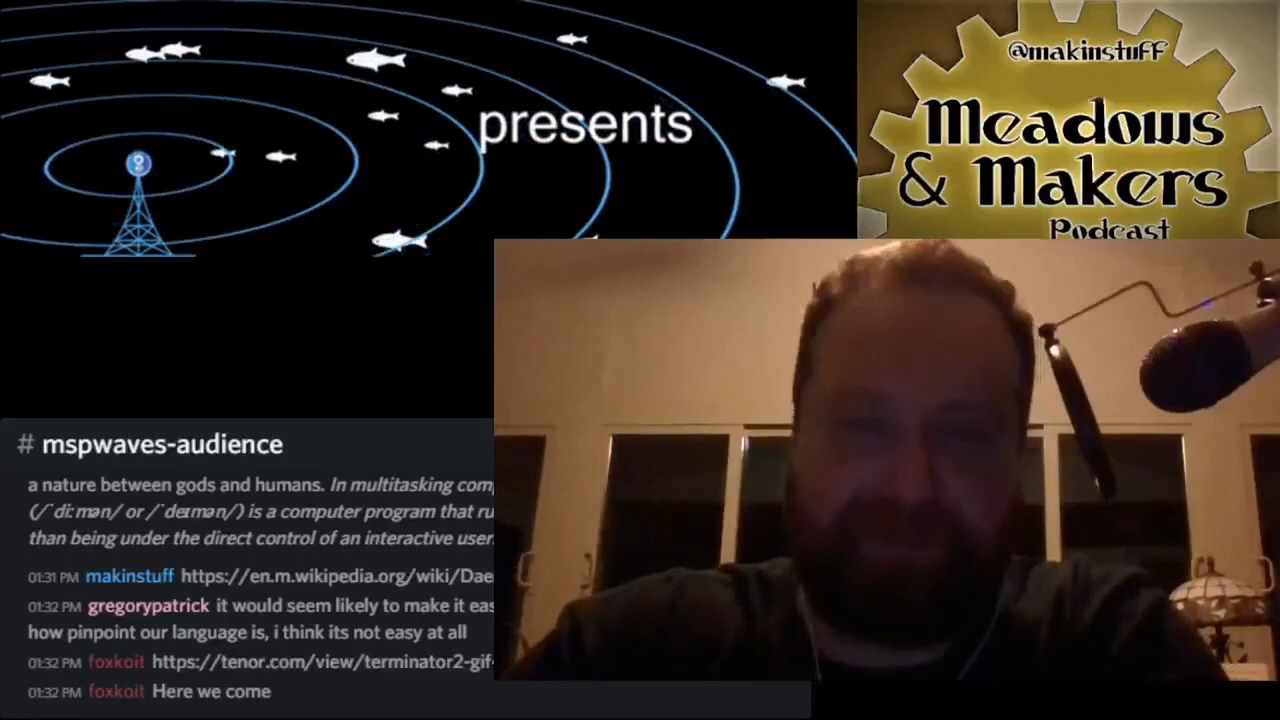 presents
@makinstuff
Meadows
& Makers
Podcast
# mspwaves-audience
a nature between gods and humans. In multitasking com
(/ˈdiːmən/ or /ˈdeɪmən/) is a computer program that ru
than being under the direct control of an interactive user
01:31 PM makinstuff https://en.m.wikipedia.org/wiki/Dae
01:32 PM gregorypatrick it would seem likely to make it eas
how pinpoint our language is, i think its not easy at all
01:32 PM foxkoit https://tenor.com/view/terminator2-gif-
01:32 PM foxkoit Here we come